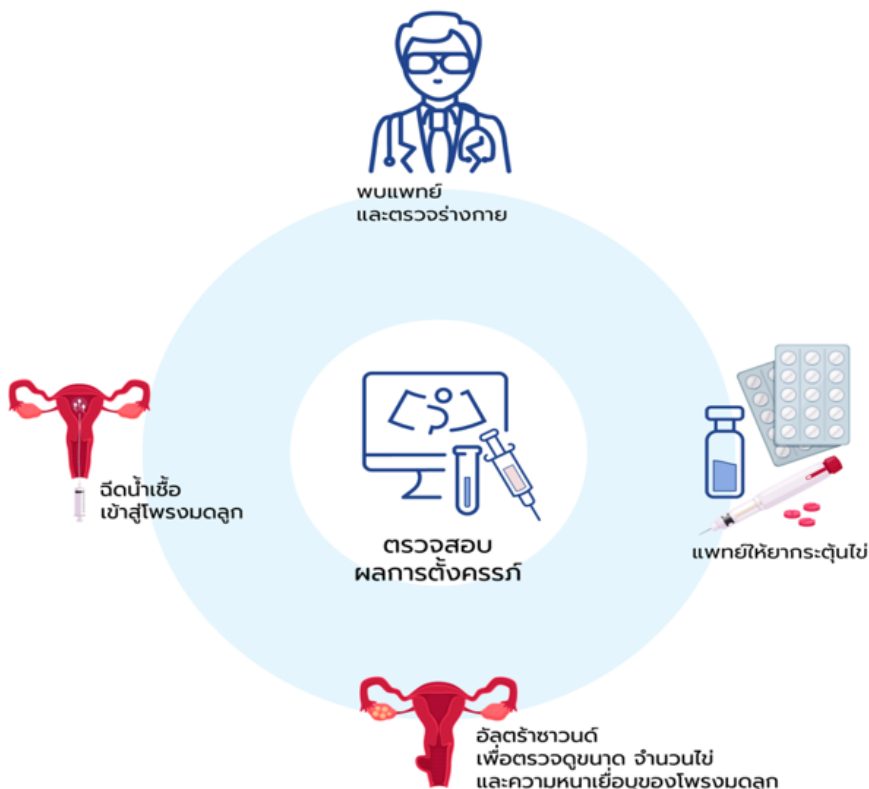 พบแพทย์
และตรวจร่างกาย
แพทย์ให้ยากระตุ้นไข่
อัลตร้าซาวนด์
เพื่อตรวจดูขนาด จำนวนไข่
และความหนาเยื่อบุของโพรงมดลูก
ฉีดน้ำเชื้อ
เข้าสู่โพรงมดลูก
ตรวจสอบ
ผลการตั้งครรภ์